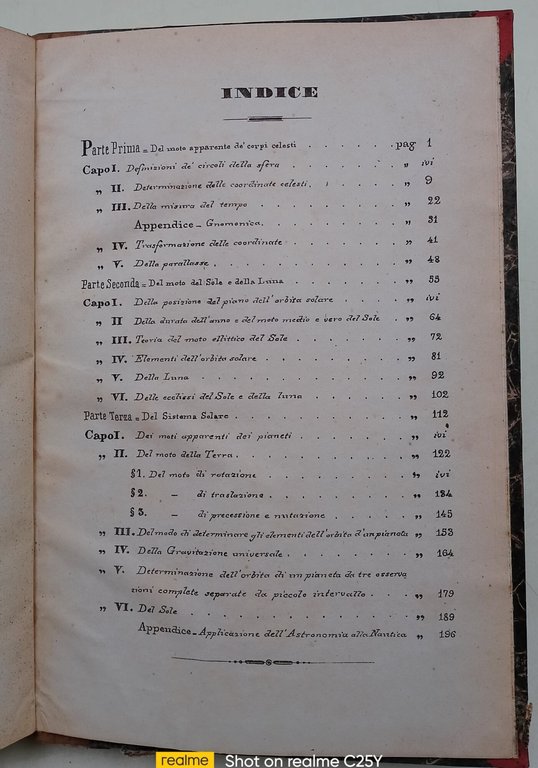 INDICE
Parte Prima = Del moto apparente de' corpi celesti . . . . . . pag 1
Capo I. Definizioni de' circoli della sfera . . . . . . „ ivi
„ II. Determinazione delle coordinate celesti . . . . . „ 9
„ III. Della misura del tempo . . . . . . . „ 22
Appendice - Gnomonica . . . . . . . „ 31
„ IV. Trasformazione delle coordinate . . . . . . „ 41
„ V. Della parallasse . . . . . . . . . „ 48
Parte Seconda = Del moto del Sole e della Luna . . . . . . „ 55
Capo I. Della posizione del piano dell'orbita solare . . . . „ ivi
„ II Della durata dell'anno e del moto medio e vero del Sole . „ 64
„ III. Teoria del moto ellittico del Sole . . . . . . „ 72
„ IV. Elementi dell'orbita solare . . . . . . . „ 81
„ V. Della Luna . . . . . . . . . . „ 92
„ VI. Delle ecclissi del Sole e della luna . . . . . „ 102
Parte Terza = Del Sistema Solare . . . . . . . . „ 112
Capo I. Dei moti apparenti dei pianeti . . . . . . ivi
„ II. Del moto della Terra . . . . . . . . „ 122
§ 1. Del moto di rotazione . . . . . . . „ ivi
§ 2. — di traslazione . . . . . . . „ 134
§ 3. — di precessione e nutazione . . . . „ 145
„ III. Del modo di determinare gli elementi dell'orbita d'un pianeta „ 153
„ IV. Della Gravitazione universale . . . . . . „ 164
„ V. Determinazione dell'orbita di un pianeta da tre osserva
zioni complete separate da piccolo intervallo . . . „ 179
„ VI. Del Sole . . . . . . . . . . „ 189
Appendice - Applicazione dell'Astronomia alla Nautica „ 196
realme Shot on realme C25Y